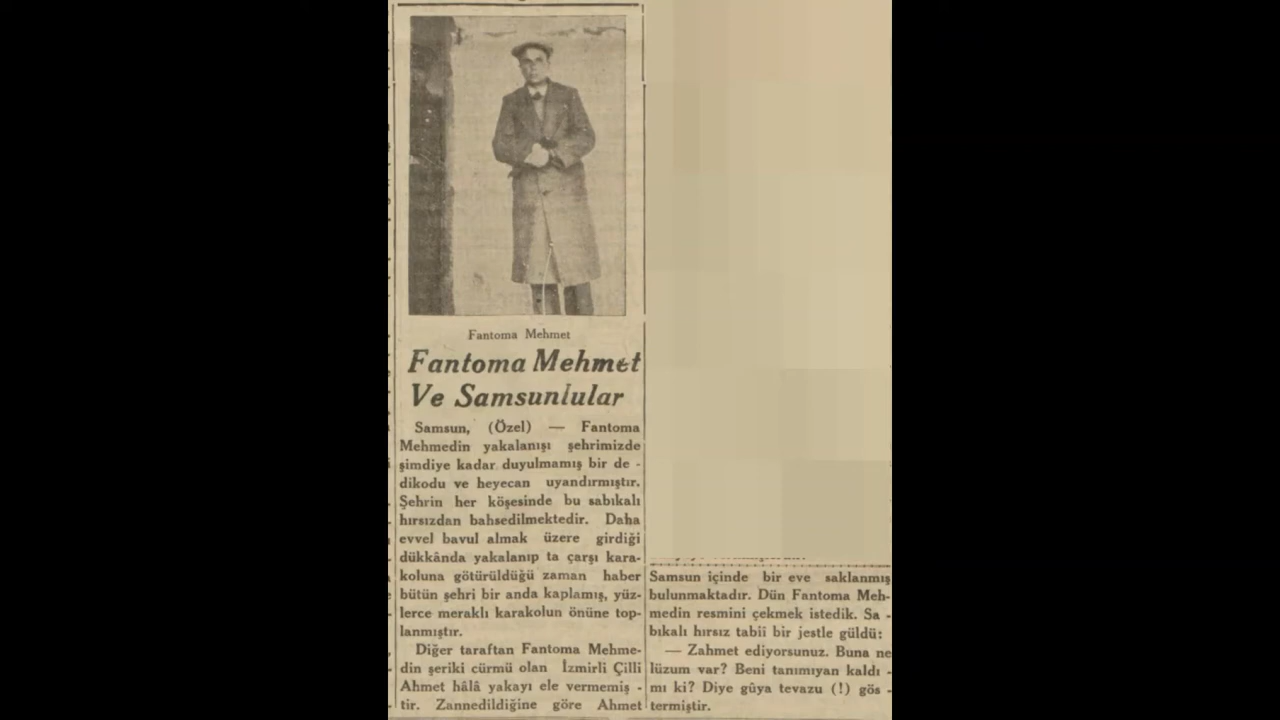 Fantoma Mehmet
Fantoma Mehmet
Ve Samsunlular
Samsun, (Özel) — Fantoma
Mehmedin yakalanışı şehrimizde
şimdiye kadar duyulmamış bir de -
dikodu ve heyecan uyandırmıştır.
Şehrin her köşesinde bu sabıkalı
hırsızdan bahsedilmektedir. Daha
evvel bavul almak üzere girdiği
dükkânda yakalanıp ta çarşı kara-
koluna götürüldüğü zaman haber
bütün şehri bir anda kaplamış, yüz-
lerce meraklı karakolun önüne top-
lanmıştır.
Diğer taraftan Fantoma Mehme-
din şeriki cürmü olan İzmirli Çilli
Ahmet hâlâ yakayı ele vermemiş -
tir. Zannedildiğine göre Ahmet
Samsun içinde bir eve saklanmış
bulunmaktadır. Dün Fantoma Meh-
medin resmini çekmek istedik. Sa -
bıkalı hırsız tabiî bir jestle güldü:
— Zahmet ediyorsunuz. Buna ne
lüzum var? Beni tanımıyan kaldı -
mı ki? Diye gûya tevazu (!) gös -
termiştir.